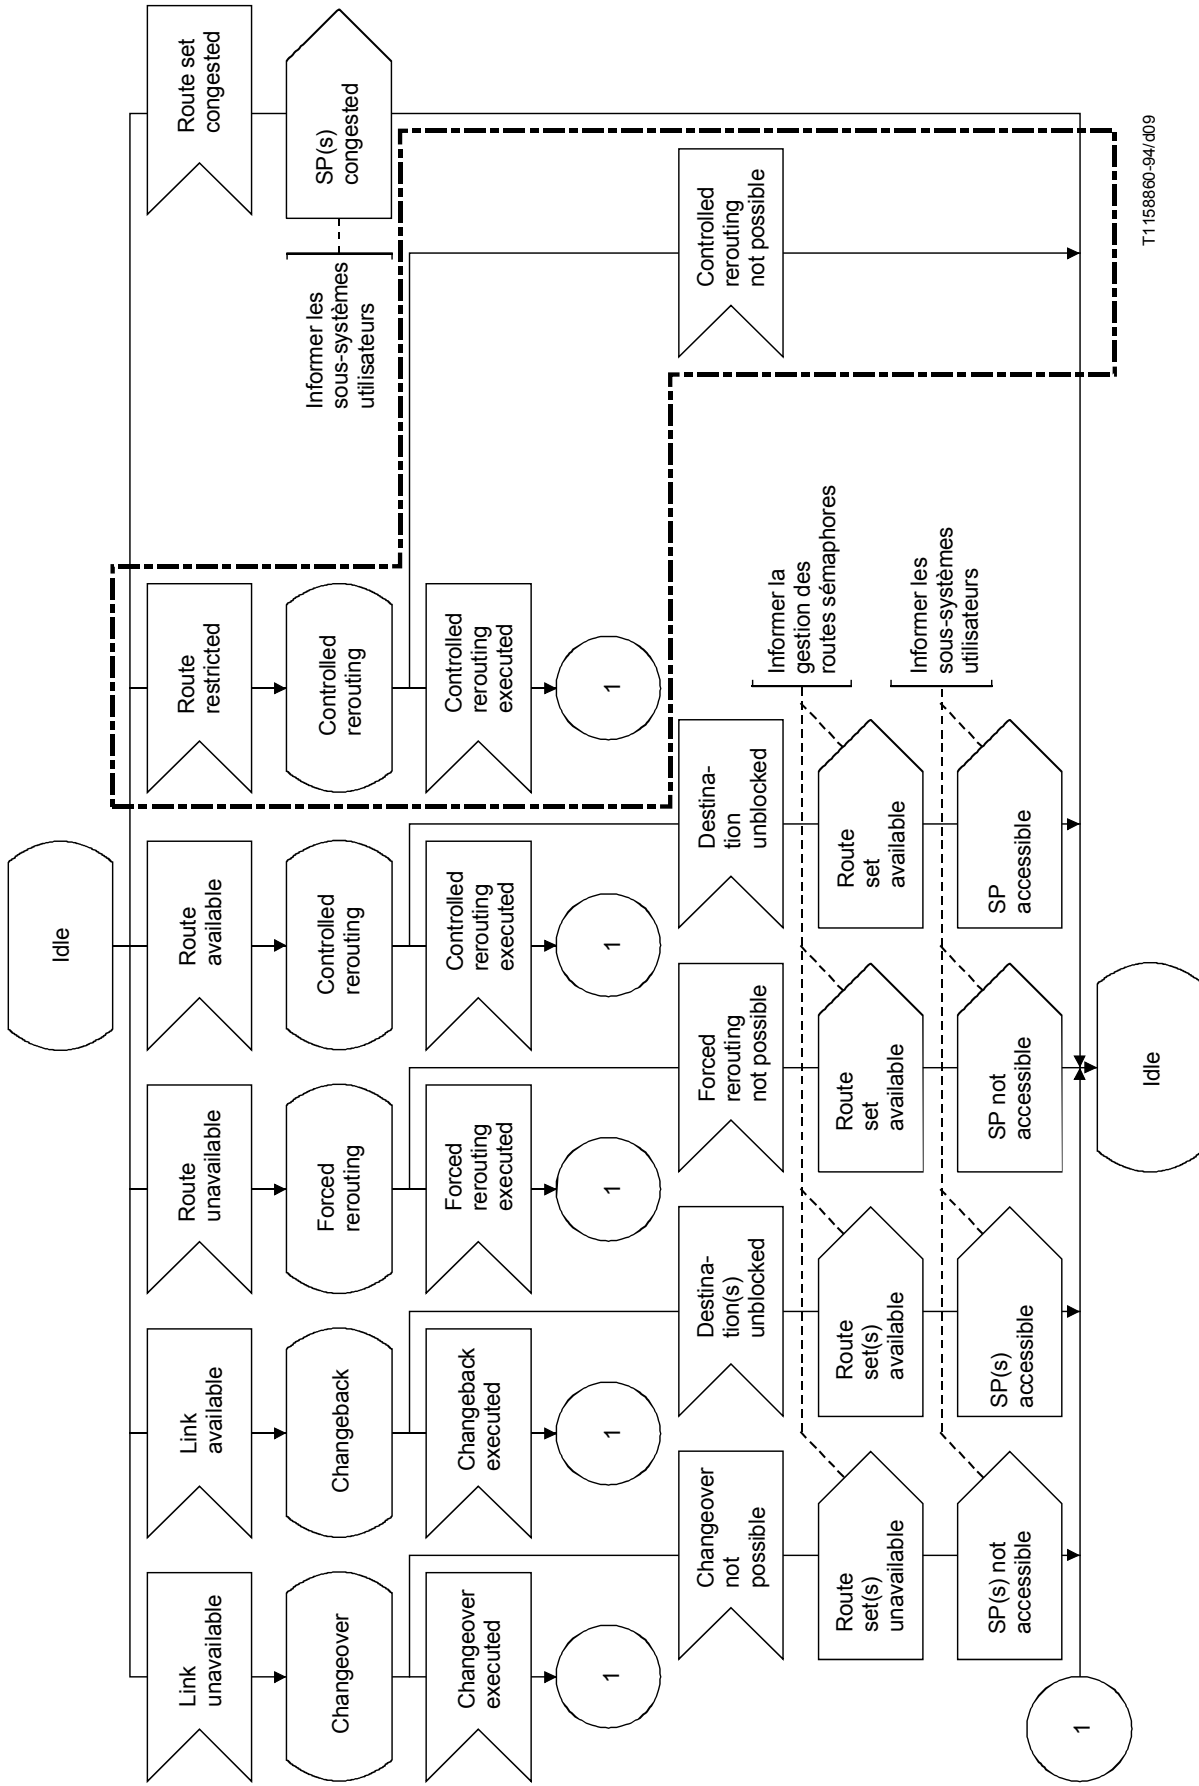 Idle
Link
unavailable
Link
available
Route
unavailable
Route
available
Route
restricted
Route set
congested
Changeover
Changeback
Forced
rerouting
Controlled
rerouting
Controlled
rerouting
SP(s)
congested
Informer les
sous-systèmes
utilisateurs
Changeover
executed
Changeback
executed
Forced
rerouting
executed
Controlled
rerouting
executed
Controlled
rerouting
executed
1
1
1
1
1
Changeover
not
possible
Destina-
tion(s)
unblocked
Forced
rerouting
not possible
Destina-
tion
unblocked
Controlled
rerouting
not possible
Route
set(s)
unavailable
Route
set(s)
available
Route
set
available
Route
set
available
Informer la
gestion des
routes sémaphores
SP(s) not
accessible
SP(s)
accessible
SP not
accessible
SP
accessible
Informer les
sous-systèmes
utilisateurs
1
Idle
T1158860-94/d09